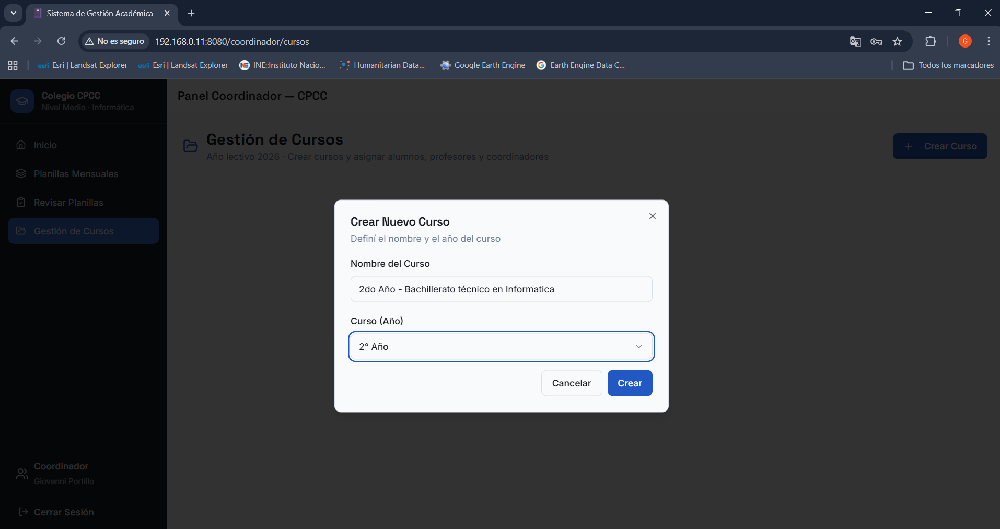 Sistema de Gestión Académica
No es seguro
192.168.0.11:8080/coordinador/cursos
G
esri Esri | Landsat Explorer
esri Esri | Landsat Explorer
INE::Instituto Nacio...
Humanitarian Data...
Google Earth Engine
Earth Engine Data C...
Todos los marcadores
Colegio CPCC
Nivel Medio · Informática
Inicio
Planillas Mensuales
Revisar Planillas
Gestión de Cursos
Coordinador
Giovanni Portillo
Cerrar Sesión
Panel Coordinador — CPCC
Gestión de Cursos
Año lectivo 2026 · Crear cursos y asignar alumnos, profesores y coordinadores
+ Crear Curso
Crear Nuevo Curso
Definí el nombre y el año del curso
Nombre del Curso
2do Año - Bachillerato técnico en Informatica
Curso (Año)
2° Año
Cancelar
Crear